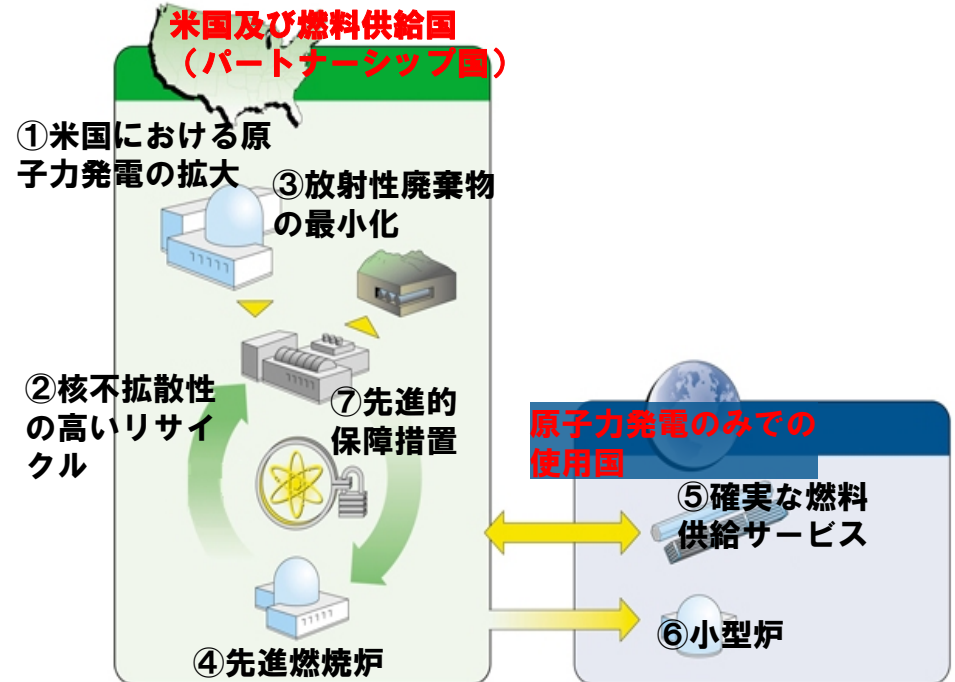 米国及び燃料供給国
（パートナーシップ国）
①米国における原
子力発電の拡大
③放射性廃棄物
の最小化
②核不拡散性
の高いリサイ
クル
⑦先進的
保障措置
④先進燃焼炉
原子力発電のみでの
使用国
⑤確実な燃料
供給サービス
⑥小型炉